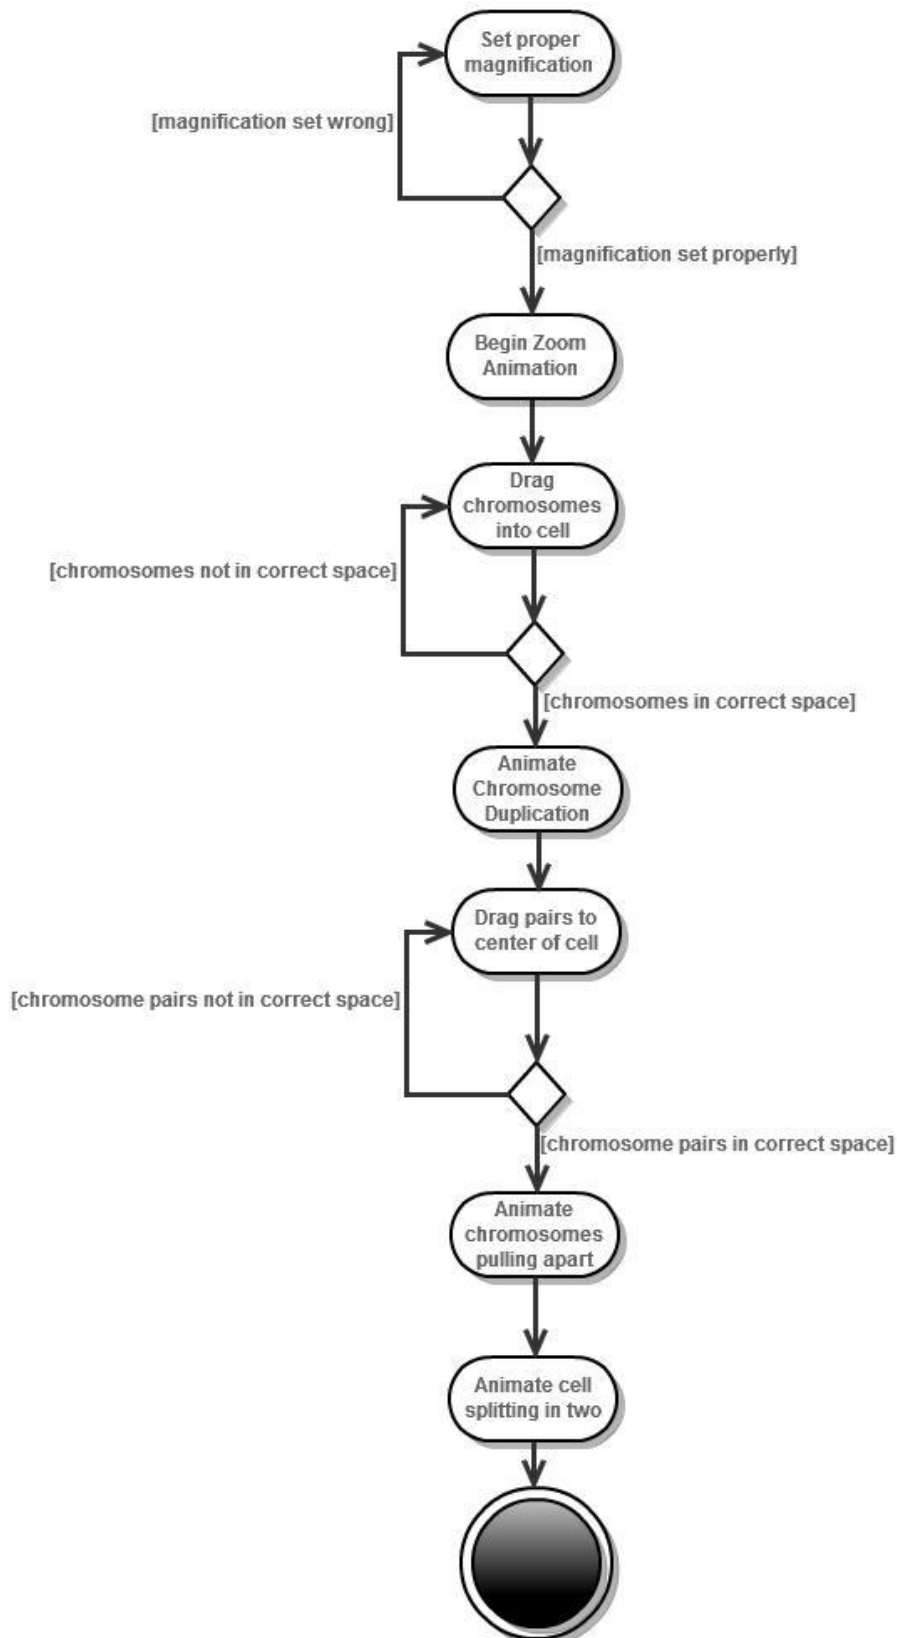 Set proper
magnification
[magnification set wrong]
[magnification set properly]
Begin Zoom
Animation
Drag
chromosomes
into cell
[chromosomes not in correct space]
[chromosomes in correct space]
Animate
Chromosome
Duplication
Drag pairs to
center of cell
[chromosome pairs not in correct space]
[chromosome pairs in correct space]
Animate
chromosomes
pulling apart
Animate cell
splitting in two